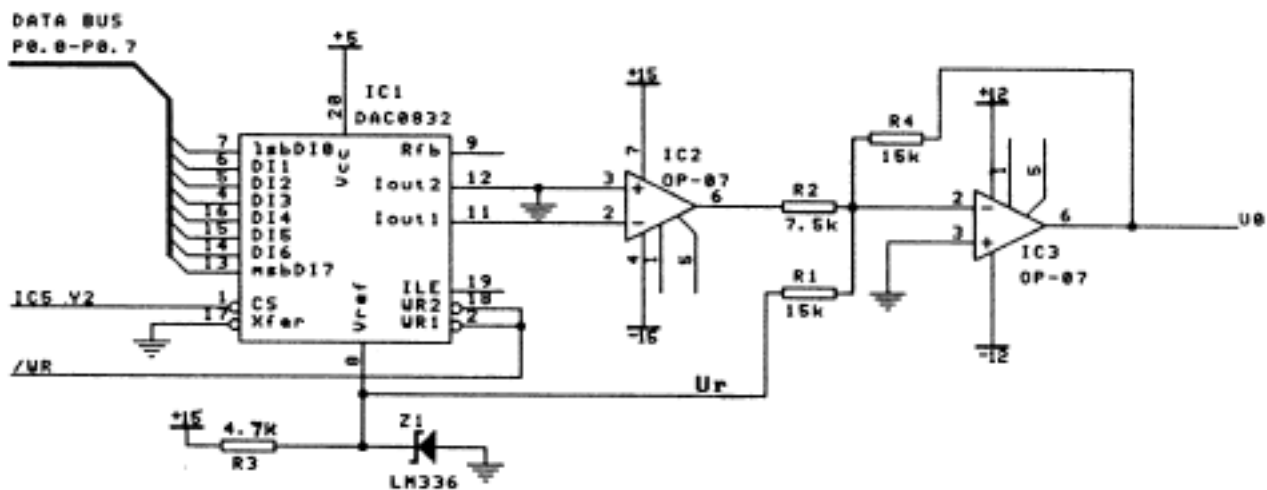 DATA BUS
P0.0-P0.7
+5
20
IC1
DAC0832
7 lsbDI0
6 DI1
5 DI2
4 DI3
16 DI4
15 DI5
14 DI6
13 msbDI7
Vcc
Rfb 9
Iout2 12
Iout1 11
ILE 19
WR2 18
WR1 2
IC5 .Y2
1 CS
17 Xfer
Vref
8
/WR
+15
7
IC2
OP-07
3
+
2
-
6
4
1
5
-15
R2
7.5k
R1
15k
R4
15k
+12
1
5
2
-
3
+
6
IC3
OP-07
-12
U0
Ur
+15
4.7K
R3
Z1
LM336